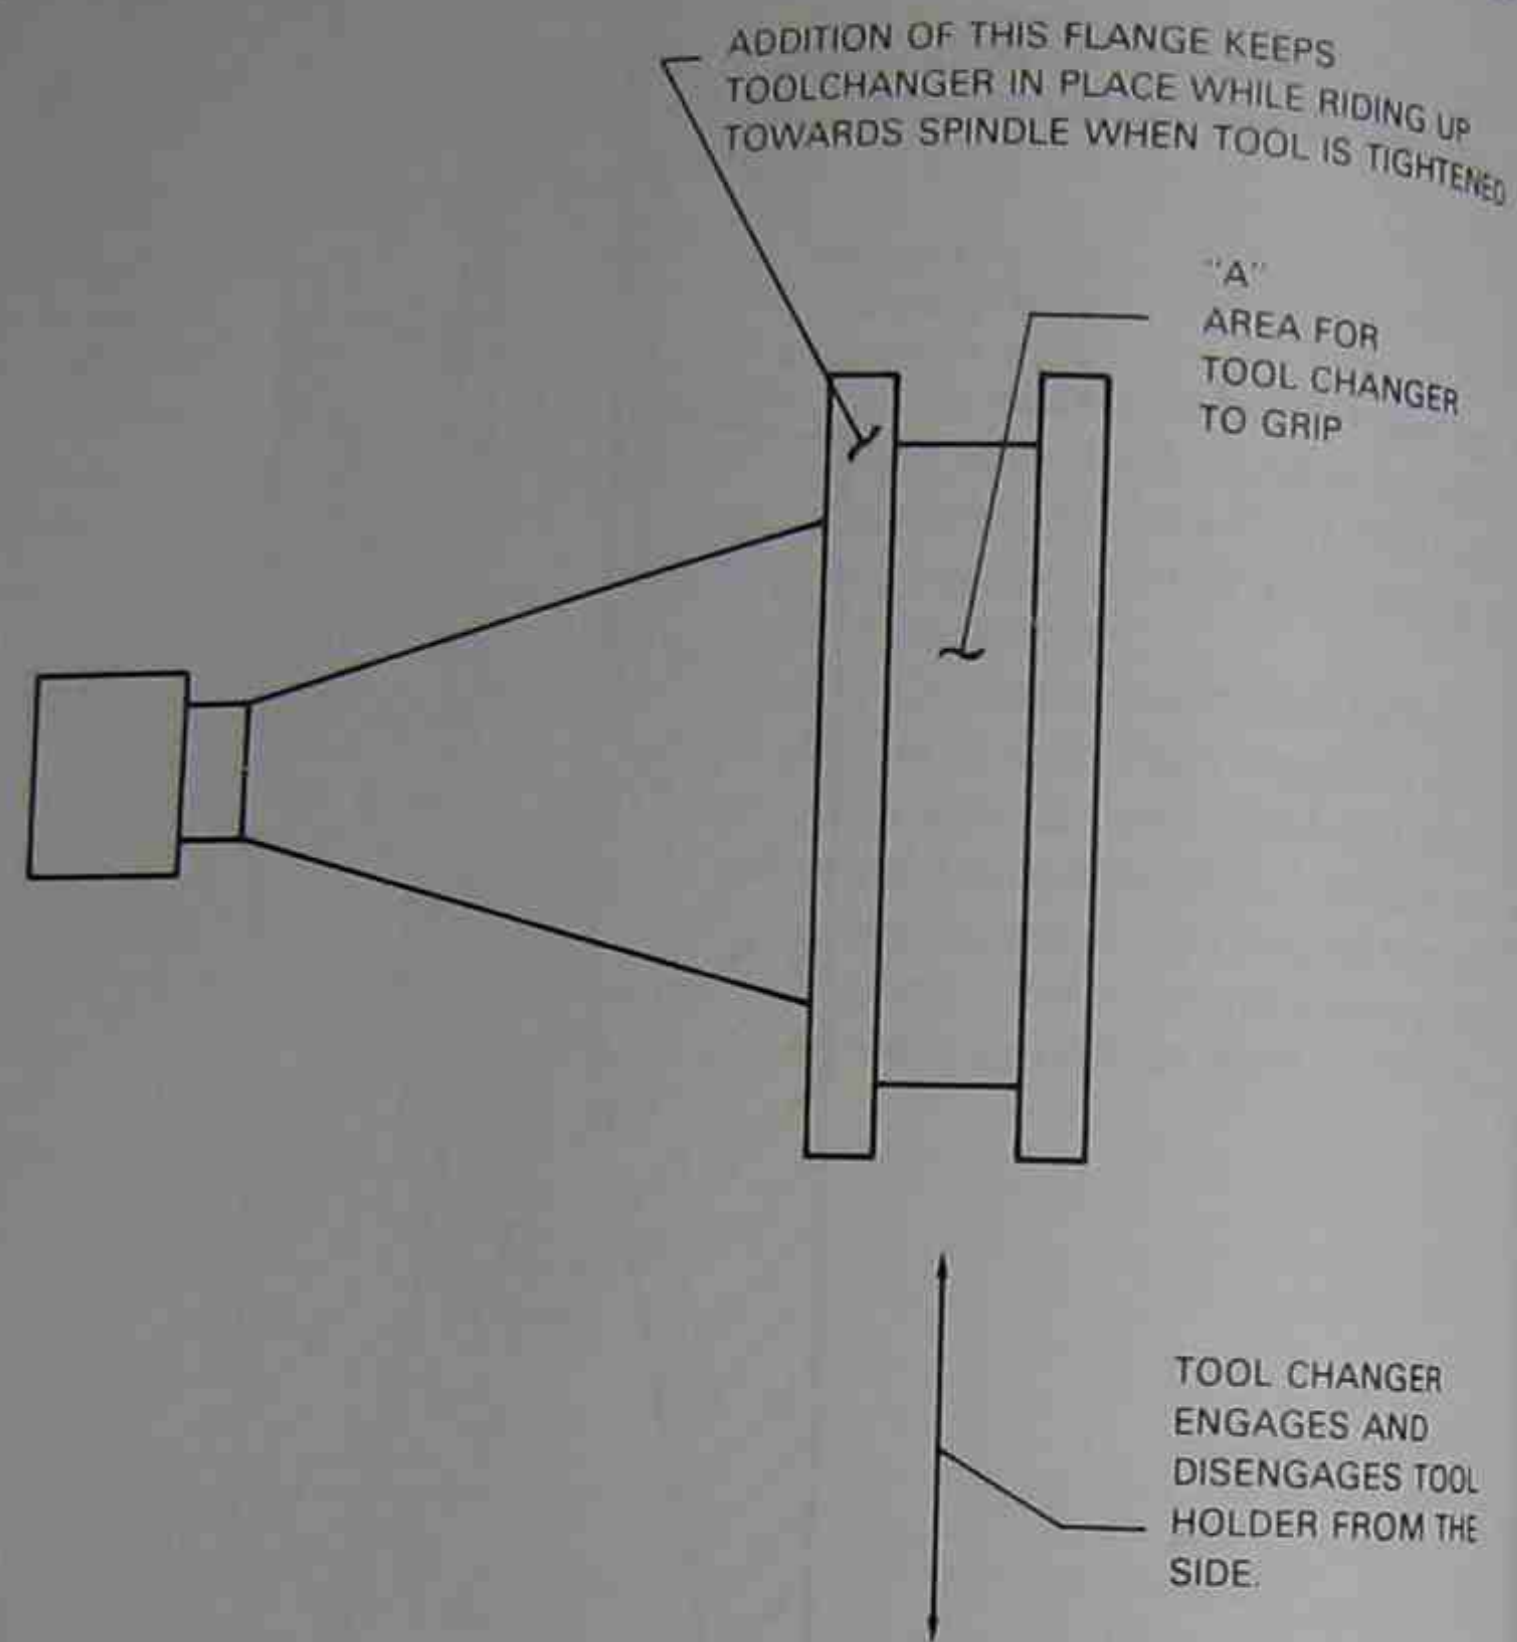 ADDITION OF THIS FLANGE KEEPS
TOOLCHANGER IN PLACE WHILE RIDING UP
TOWARDS SPINDLE WHEN TOOL IS TIGHTENED
"A"
AREA FOR
TOOL CHANGER
TO GRIP
TOOL CHANGER
ENGAGES AND
DISENGAGES TOOL
HOLDER FROM THE
SIDE.